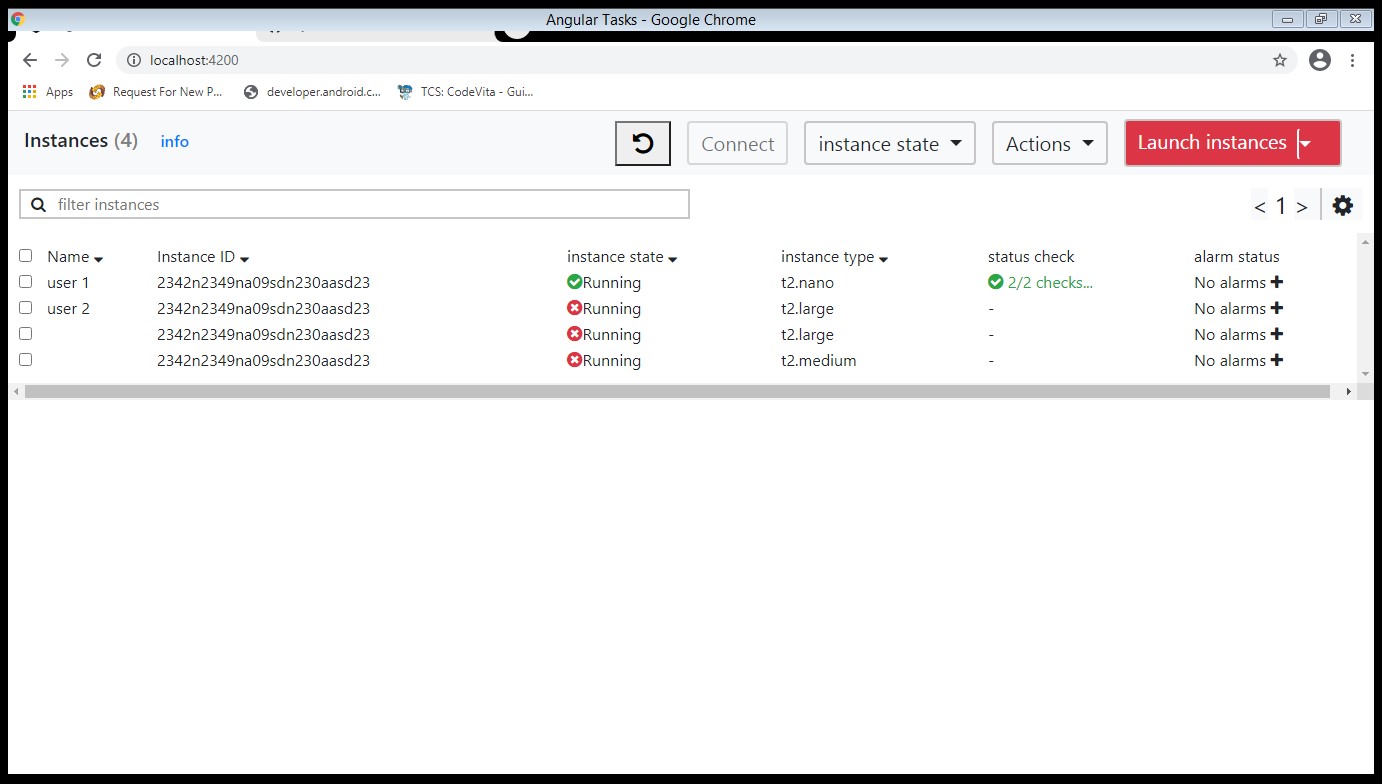 Angular Tasks - Google Chrome
localhost:4200
Apps Request For New P... developer.android.c... TCS: CodeVita - Gui...
Instances (4) info Connect instance state Actions Launch instances
filter instances < 1 >
Name Instance ID instance state instance type status check alarm status
user 1 2342n2349na09sdn230aasd23 Running t2.nano 2/2 checks... No alarms +
user 2 2342n2349na09sdn230aasd23 Running t2.large - No alarms +
2342n2349na09sdn230aasd23 Running t2.large - No alarms +
2342n2349na09sdn230aasd23 Running t2.medium - No alarms +